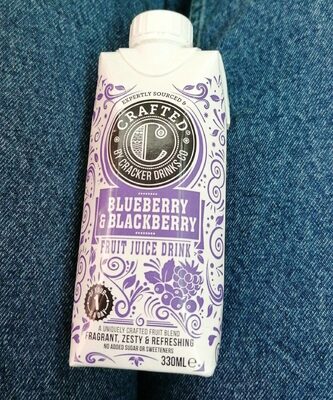 EXPERTLY SOURCED &
CRAFTED
C
BY CRACKER DRINKS CO
BLUEBERRY
& BLACKBERRY
FRUIT JUICE DRINK
A UNIQUELY CRAFTED FRUIT BLEND
FRAGRANT, ZESTY & REFRESHING
NO ADDED SUGAR OR SWEETENERS
330ML e